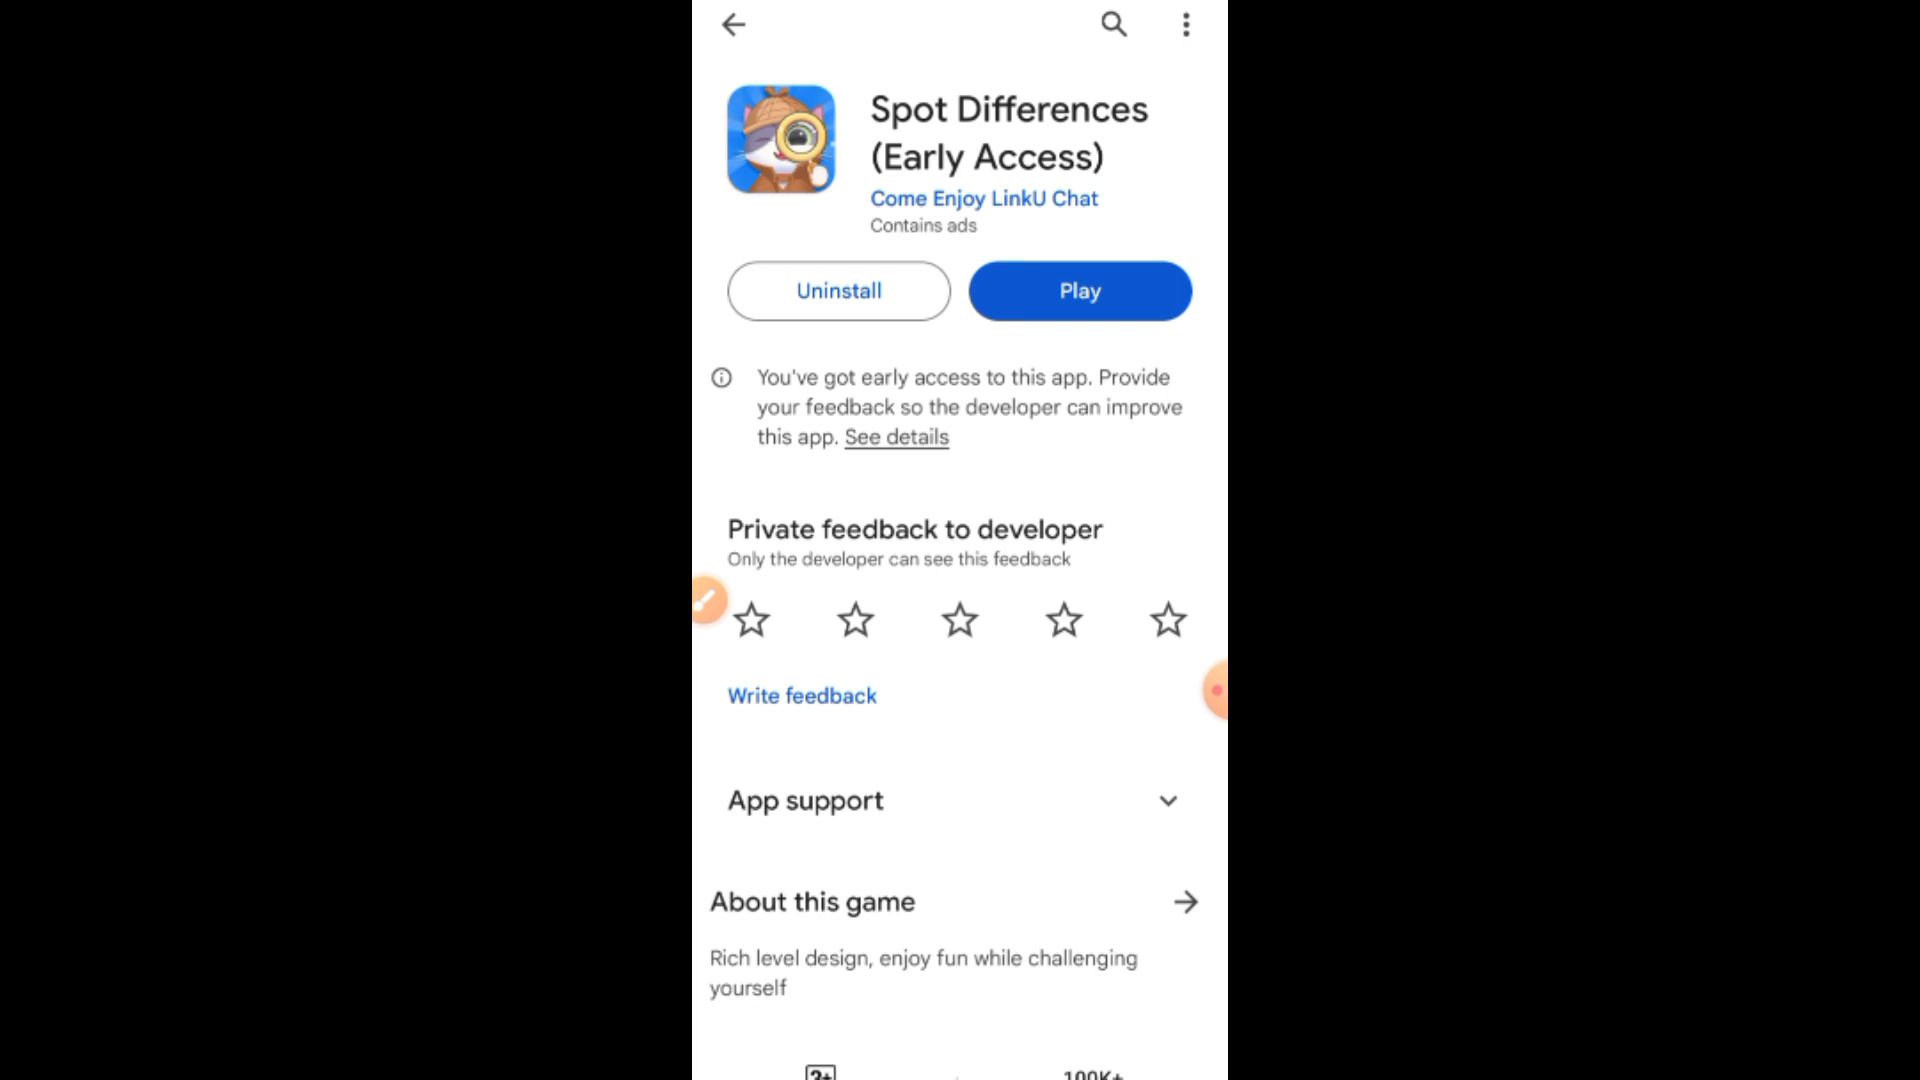 Spot Differences
(Early Access)
Come Enjoy LinkU Chat
Contains ads
Uninstall
Play
You've got early access to this app. Provide
your feedback so the developer can improve
this app. See details
Private feedback to developer
Only the developer can see this feedback
Write feedback
App support
About this game
Rich level design, enjoy fun while challenging
yourself
3+
100K+